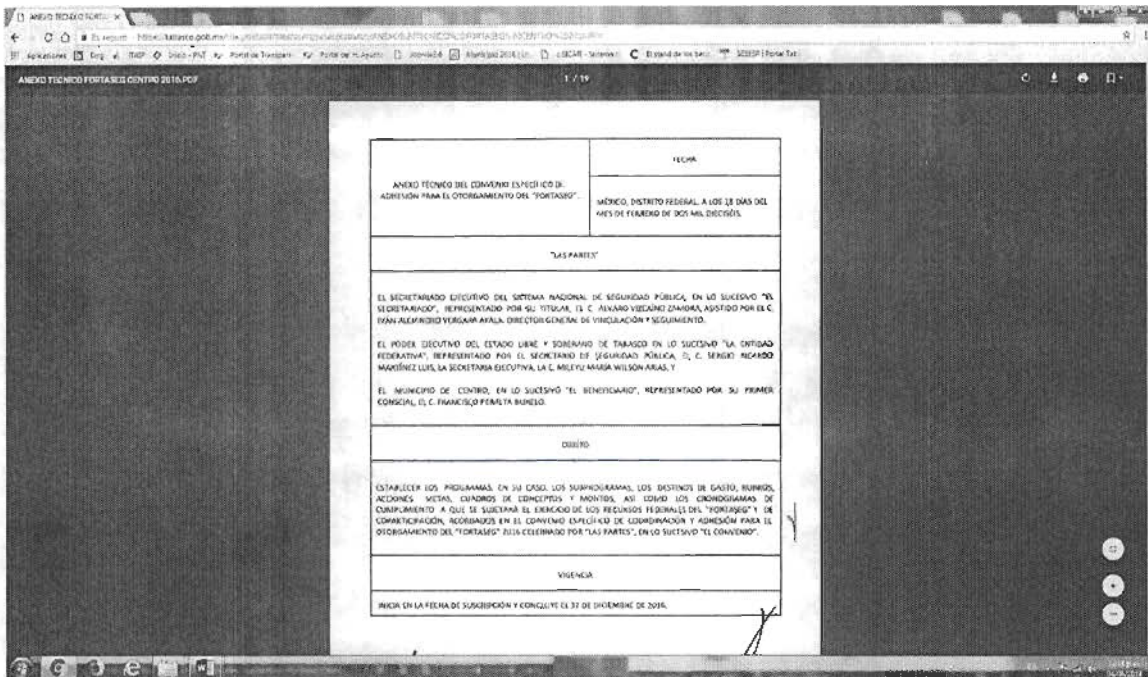 ANEXO TECNICO FORTASEG CENTRO 2016.PDF
1 / 19
ANEXO TÉCNICO DEL CONVENIO ESPECÍFICO DE
ADHESIÓN PARA EL OTORGAMIENTO DEL "FORTASEG".
FECHA
MÉXICO, DISTRITO FEDERAL, A LOS 18 DÍAS DEL
MES DE FEBRERO DE DOS MIL DIECISÉIS.
"LAS PARTES"
EL SECRETARIADO EJECUTIVO DEL SISTEMA NACIONAL DE SEGURIDAD PÚBLICA, EN LO SUCESIVO "EL
SECRETARIADO", REPRESENTADO POR SU TITULAR, EL C. ÁLVARO VIZCAÍNO ZAMORA, ASISTIDO POR EL C.
IVÁN ALEJANDRO VERGARA AYALA, DIRECTOR GENERAL DE VINCULACIÓN Y SEGUIMIENTO.
EL PODER EJECUTIVO DEL ESTADO LIBRE Y SOBERANO DE TABASCO EN LO SUCESIVO "LA ENTIDAD
FEDERATIVA", REPRESENTADO POR EL SECRETARIO DE SEGURIDAD PÚBLICA, EL C. SERGIO RICARDO
MARTÍNEZ LUIS, LA SECRETARIA EJECUTIVA, LA C. MILEYLI MARÍA WILSON ARIAS, Y
EL MUNICIPIO DE CENTRO, EN LO SUCESIVO "EL BENEFICIARIO", REPRESENTADO POR SU PRIMER
CONCEJAL, EL C. FRANCISCO PERALTA BURELO.
OBJETO
ESTABLECER LOS PROGRAMAS, EN SU CASO, LOS SUBPROGRAMAS, LOS DESTINOS DE GASTO, RUBROS,
ACCIONES, METAS, CUADROS DE CONCEPTOS Y MONTOS, ASÍ COMO LOS CRONOGRAMAS DE
CUMPLIMIENTO A QUE SE SUJETARÁ EL EJERCICIO DE LOS RECURSOS FEDERALES DEL "FORTASEG" Y DE
COPARTICIPACIÓN, ACORDADOS EN EL CONVENIO ESPECÍFICO DE COORDINACIÓN Y ADHESIÓN PARA EL
OTORGAMIENTO DEL "FORTASEG" 2016 CELEBRADO POR "LAS PARTES", EN LO SUCESIVO "EL CONVENIO".
VIGENCIA
INICIA EN LA FECHA DE SUSCRIPCIÓN Y CONCLUYE EL 31 DE DICIEMBRE DE 2016.